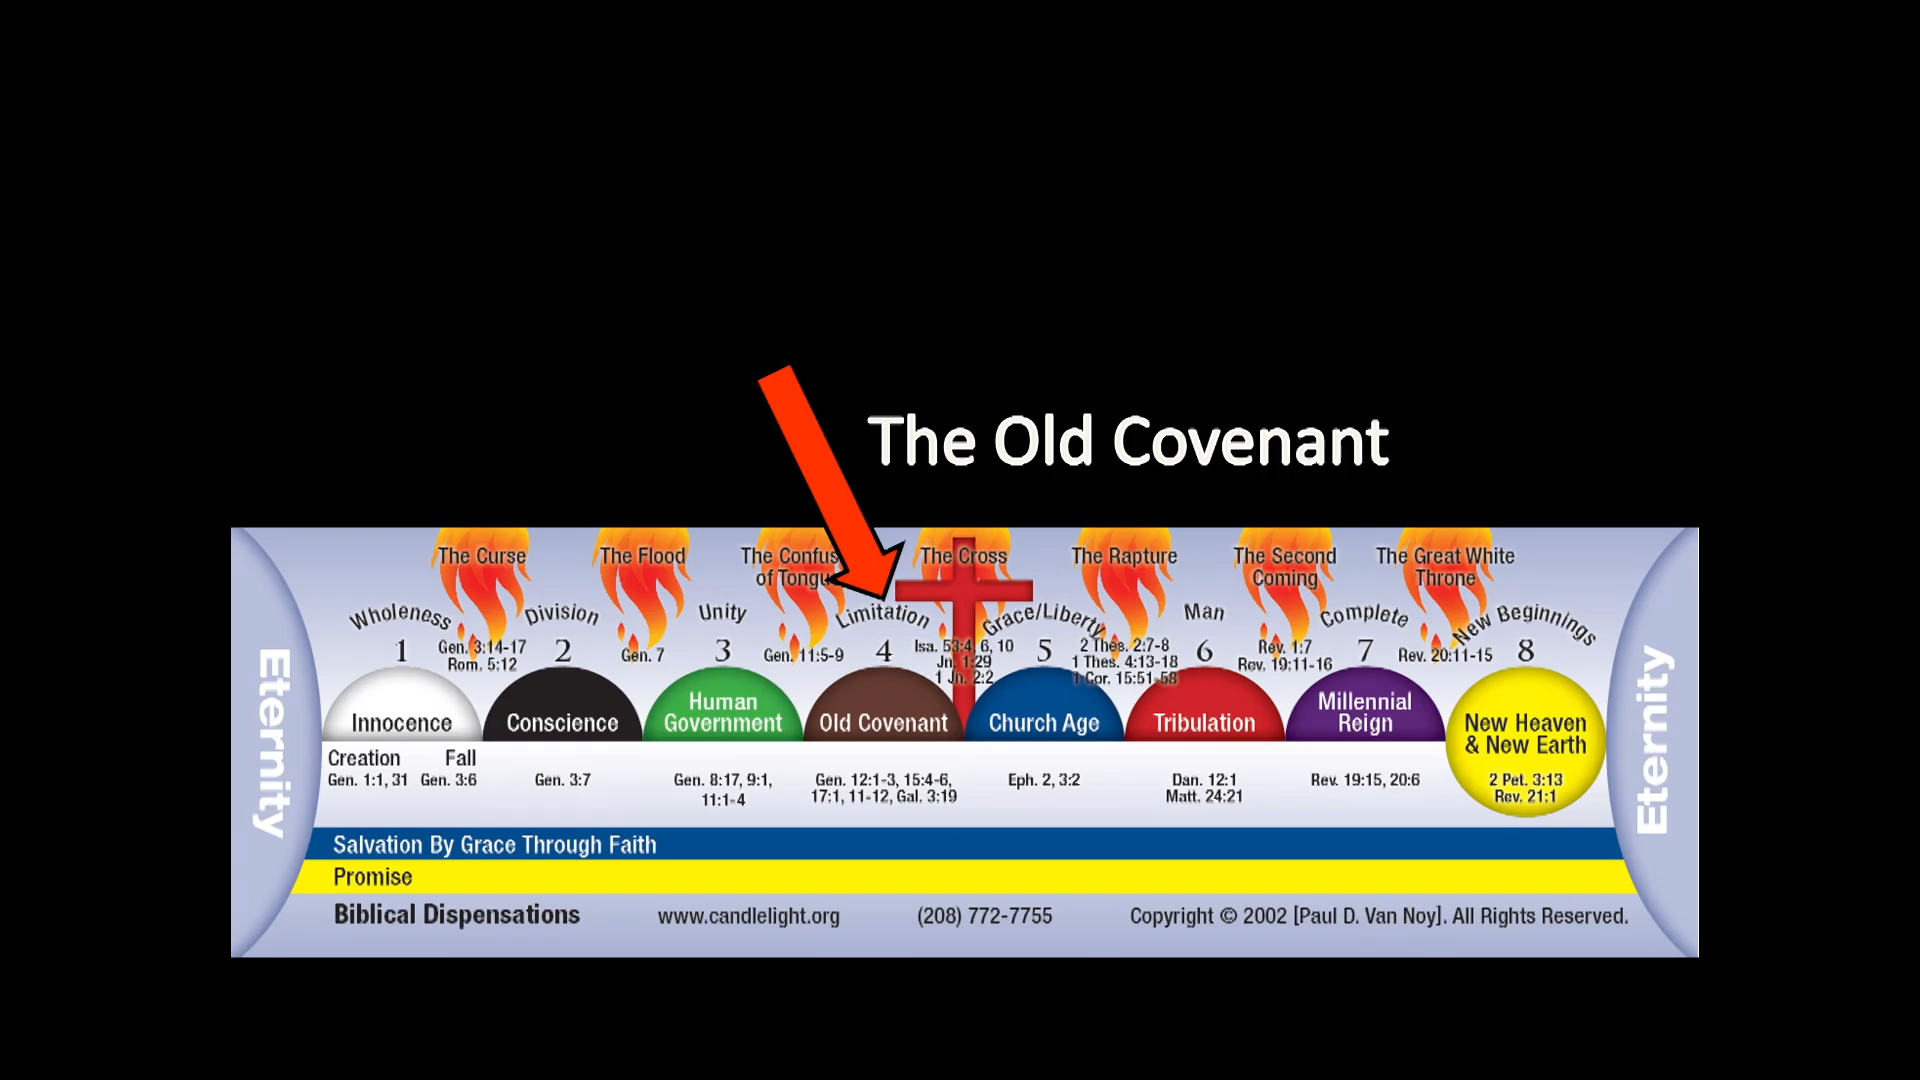 The Old Covenant
The Curse
The Flood
The Confus
of Tongu
The Cross
The Rapture
The Second
Coming
The Great White
Throne
Wholeness
Division
Unity
Limitation
Grace/Liberty
Man
Complete
New Beginnings
1
Gen. 3:14-17
Rom. 5:12
2
Gen. 7
3
Gen. 11:5-9
4
Isa. 53:4, 6, 10
Jn. 1:29
1 Jn. 2:2
5
2 Thes. 2:7-8
1 Thes. 4:13-18
1 Cor. 15:51-58
6
Rev. 1:7
Rev. 19:11-16
7
Rev. 20:11-15
8
Eternity
Innocence
Conscience
Human
Government
Old Covenant
Church Age
Tribulation
Millennial
Reign
New Heaven
& New Earth
Eternity
Creation Fall
Gen. 1:1, 31 Gen. 3:6
Gen. 3:7
Gen. 8:17, 9:1,
11:1-4
Gen. 12:1-3, 15:4-6,
17:1, 11-12, Gal. 3:19
Eph. 2, 3:2
Dan. 12:1
Matt. 24:21
Rev. 19:15, 20:6
2 Pet. 3:13
Rev. 21:1
Salvation By Grace Through Faith
Promise
Biblical Dispensations www.candlelight.org (208) 772-7755 Copyright © 2002 [Paul D. Van Noy]. All Rights Reserved.